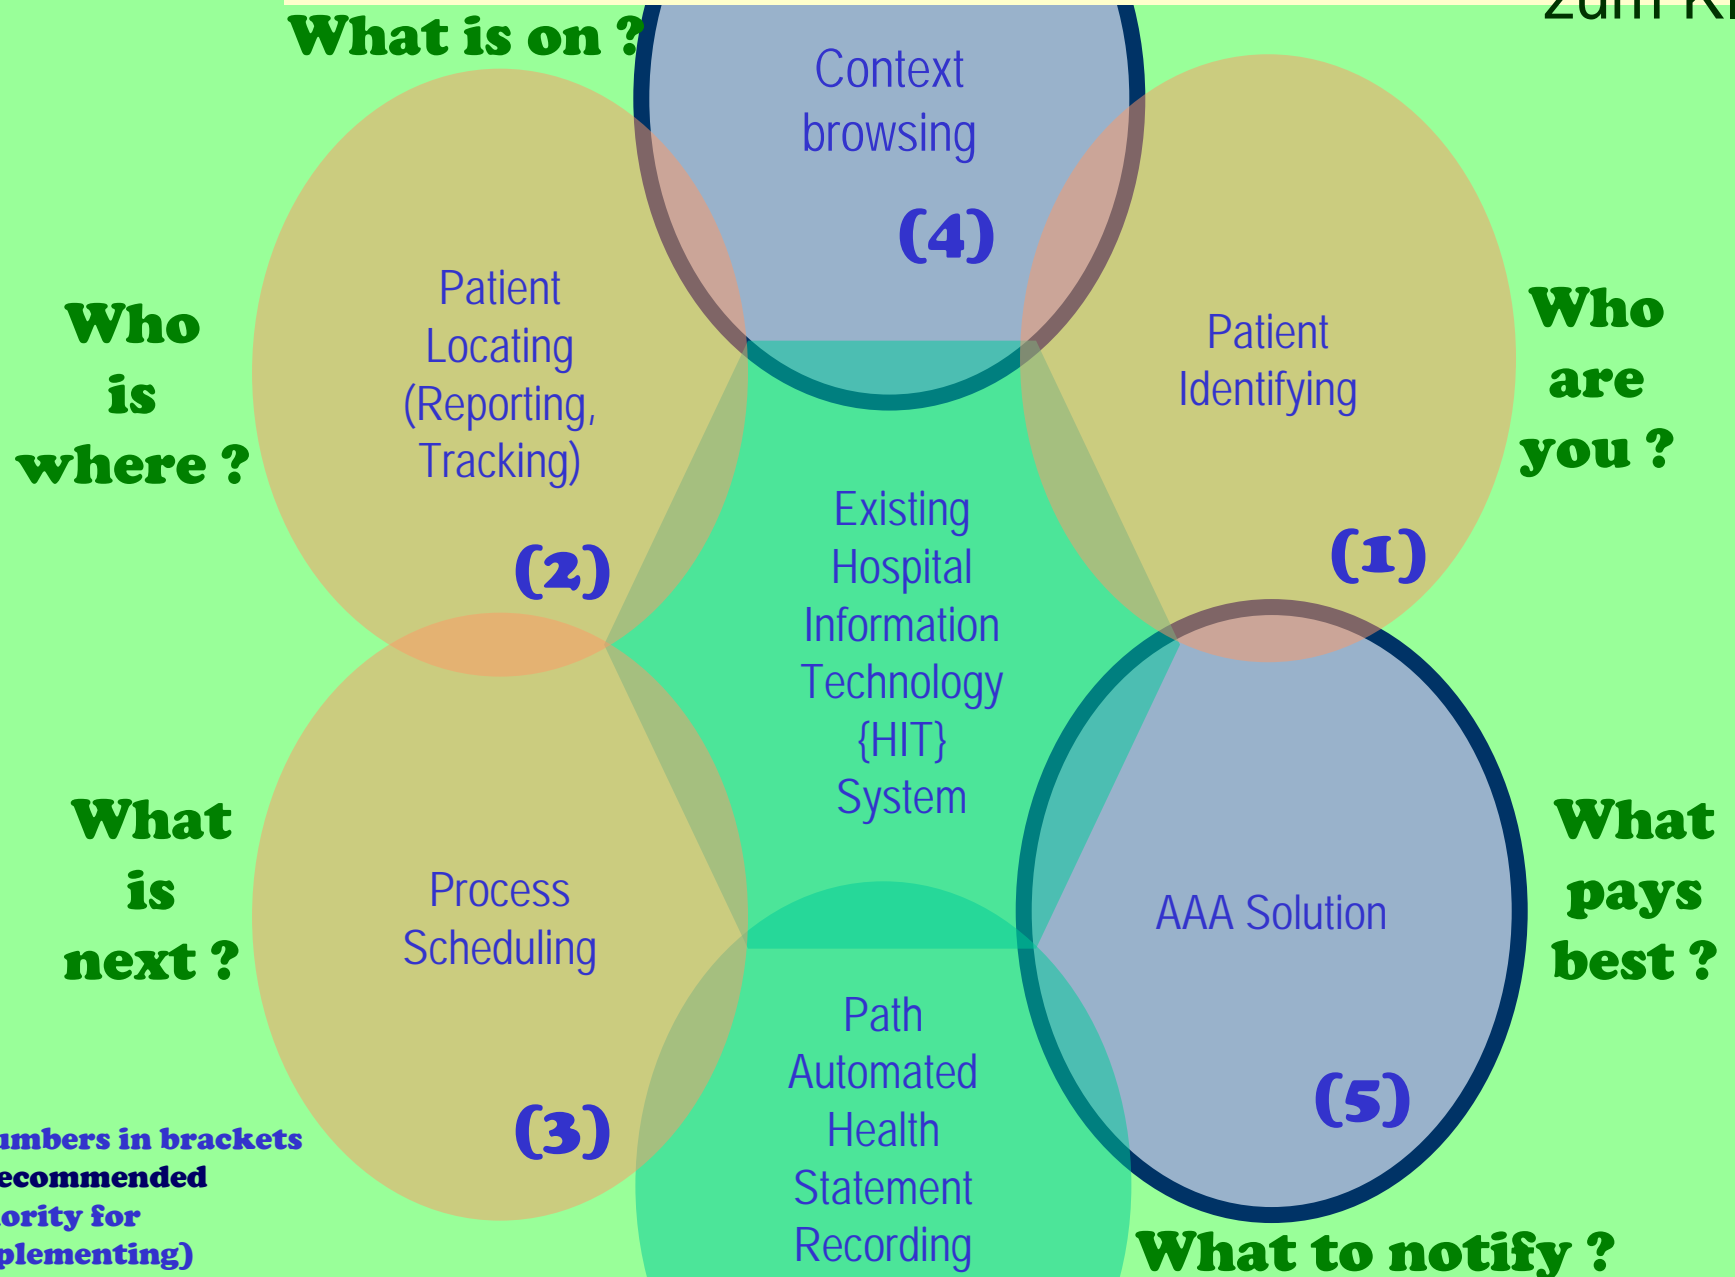 zum
What is on ?
Context
browsing
(4)
Patient
Locating
(Reporting,
Tracking)
(2)
Who
is
where ?
Patient
Identifying
(1)
Who
are
you ?
Existing
Hospital
Information
Technology
{HIT}
System
What
is
next ?
Process
Scheduling
(3)
AAA Solution
(5)
What
pays
best ?
Path
Automated
Health
Statement
Recording
What to notify ?
umbers in brackets
ecommended
ority for
plementing)